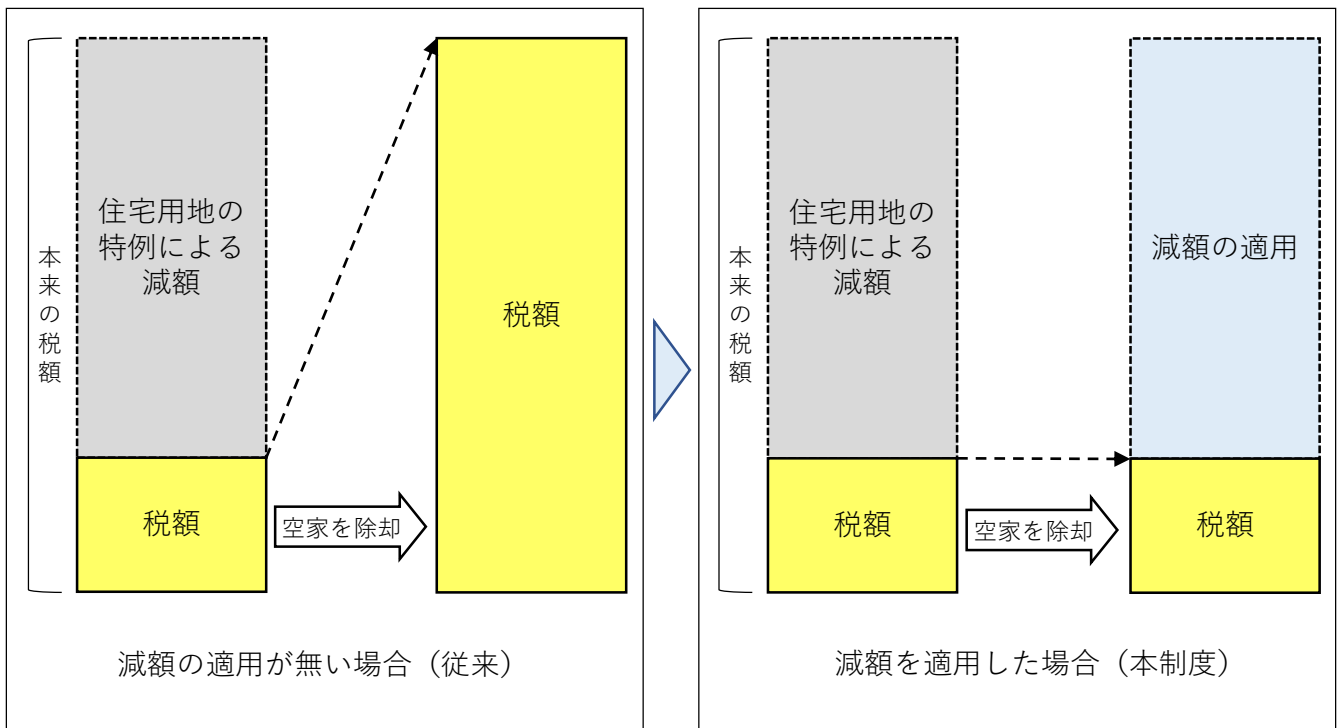 本来の税額
住宅用地の
特例による
減額
税額
空家を除却
税額
減額の適用が無い場合（従来）
本来の税額
住宅用地の
特例による
減額
税額
空家を除却
減額の適用
税額
減額を適用した場合（本制度）